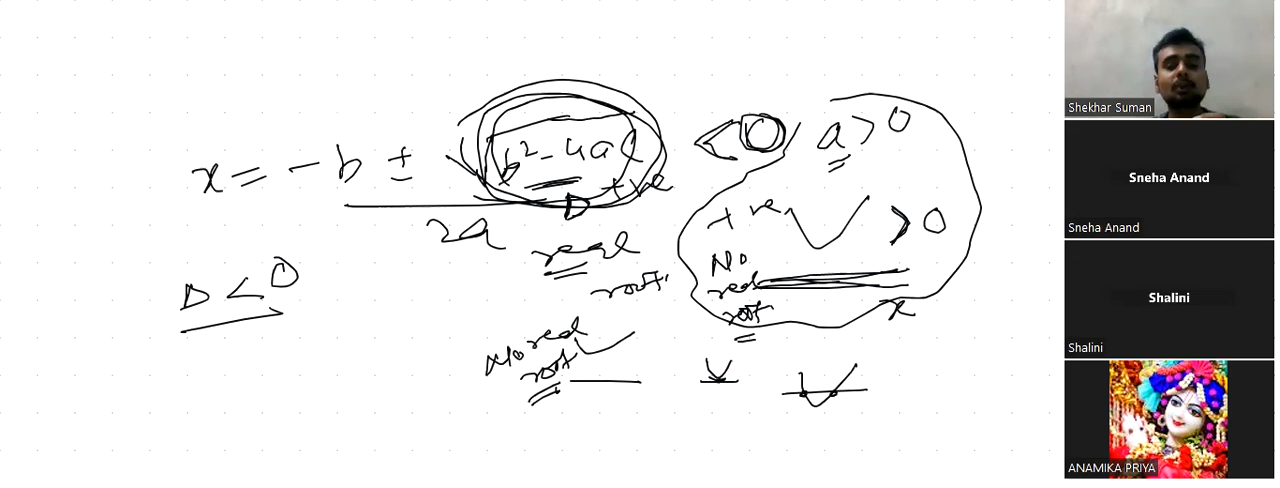 x = -b ± √b²-4ac
2a
D +ve
real
root
D < 0
< 0
a > 0
+ve > 0
No
real
root
x
No real
root
Shekhar Suman
Sneha Anand
Sneha Anand
Shalini
Shalini
ANAMIKA PRIYA